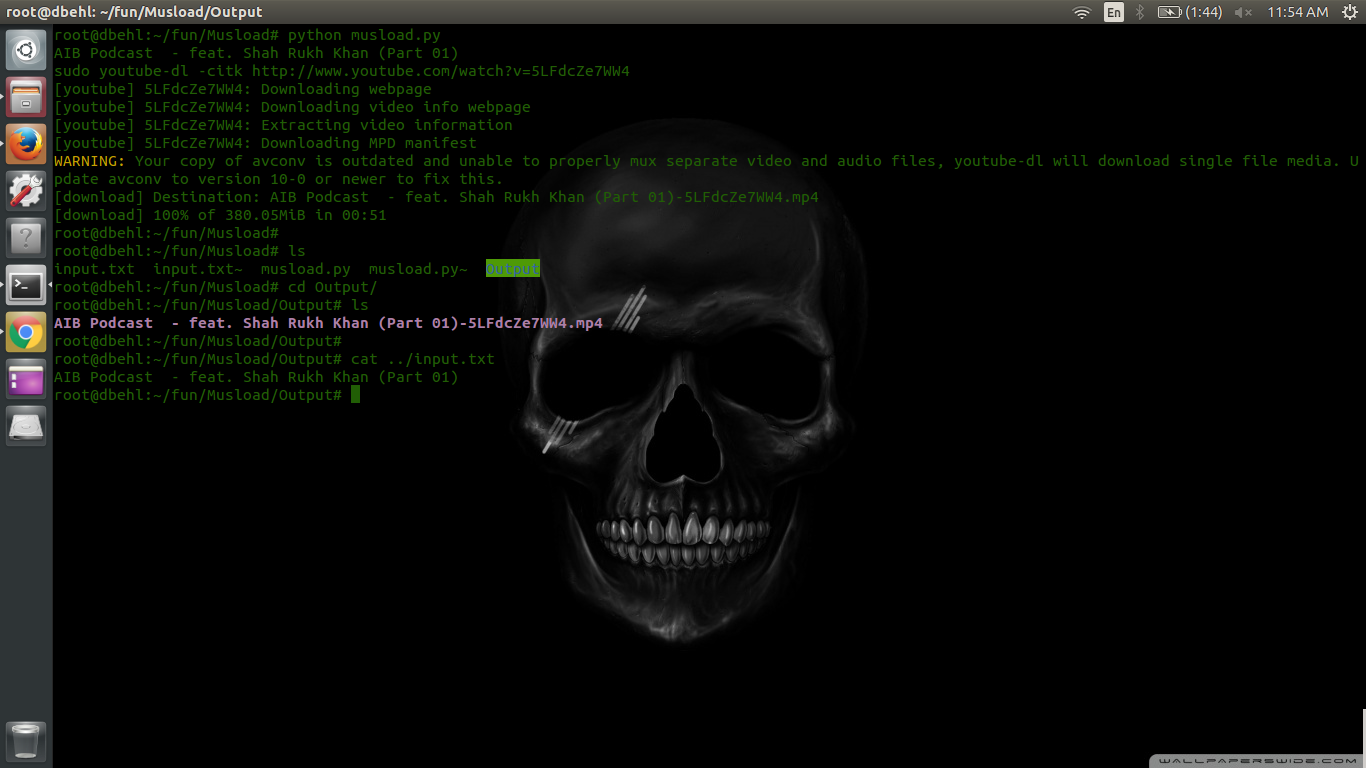 root@dbehl: ~/fun/Musload/Output
En
(1:44)
11:54 AM
root@dbehl:~/fun/Musload# python musload.py
AIB Podcast  - feat. Shah Rukh Khan (Part 01)
sudo youtube-dl -citk http://www.youtube.com/watch?v=5LFdcZe7WW4
[youtube] 5LFdcZe7WW4: Downloading webpage
[youtube] 5LFdcZe7WW4: Downloading video info webpage
[youtube] 5LFdcZe7WW4: Extracting video information
[youtube] 5LFdcZe7WW4: Downloading MPD manifest
WARNING: Your copy of avconv is outdated and unable to properly mux separate video and audio files, youtube-dl will download single file media. U
pdate avconv to version 10-0 or newer to fix this.
[download] Destination: AIB Podcast  - feat. Shah Rukh Khan (Part 01)-5LFdcZe7WW4.mp4
[download] 100% of 380.05MiB in 00:51
root@dbehl:~/fun/Musload#
root@dbehl:~/fun/Musload# ls
input.txt  input.txt~  musload.py  musload.py~  Output
root@dbehl:~/fun/Musload# cd Output/
root@dbehl:~/fun/Musload/Output# ls
AIB Podcast  - feat. Shah Rukh Khan (Part 01)-5LFdcZe7WW4.mp4
root@dbehl:~/fun/Musload/Output#
root@dbehl:~/fun/Musload/Output# cat ../input.txt
AIB Podcast  - feat. Shah Rukh Khan (Part 01)
root@dbehl:~/fun/Musload/Output#
WALLPAPERSWIDE.COM